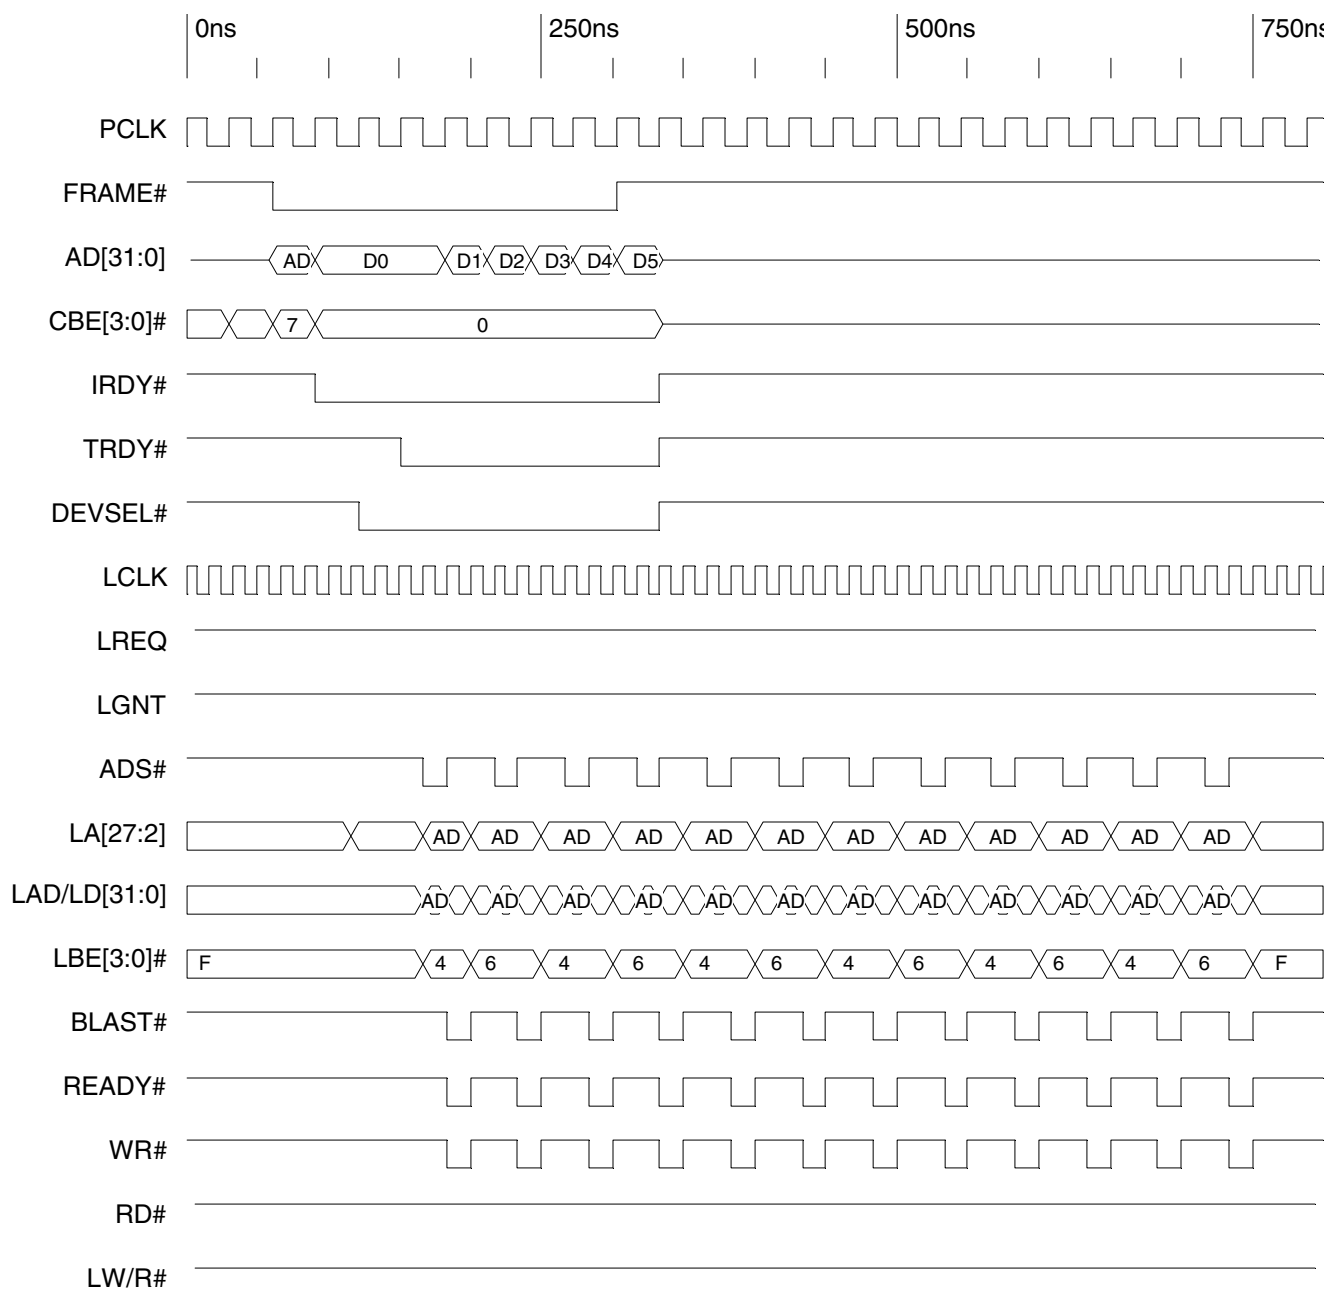 0ns 250ns 500ns 750ns
PCLK
FRAME#
AD[31:0] AD D0 D1 D2 D3 D4 D5
CBE[3:0]# 7 0
IRDY#
TRDY#
DEVSEL#
LCLK
LREQ
LGNT
ADS#
LA[27:2] AD AD AD AD AD AD AD AD AD AD AD AD
LAD/LD[31:0] AD AD AD AD AD AD AD AD AD AD AD AD
LBE[3:0]# F 4 6 4 6 4 6 4 6 4 6 4 6 F
BLAST#
READY#
WR#
RD#
LW/R#